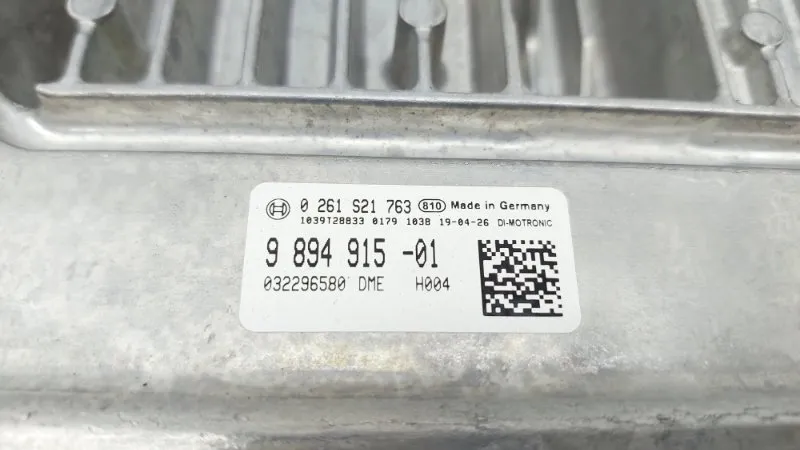 0 261 S21 763 810 Made in Germany
1039T28833 0179 1038 19-04-26 DI-MOTRONIC
9 894 915 -01
032296580 DME H004